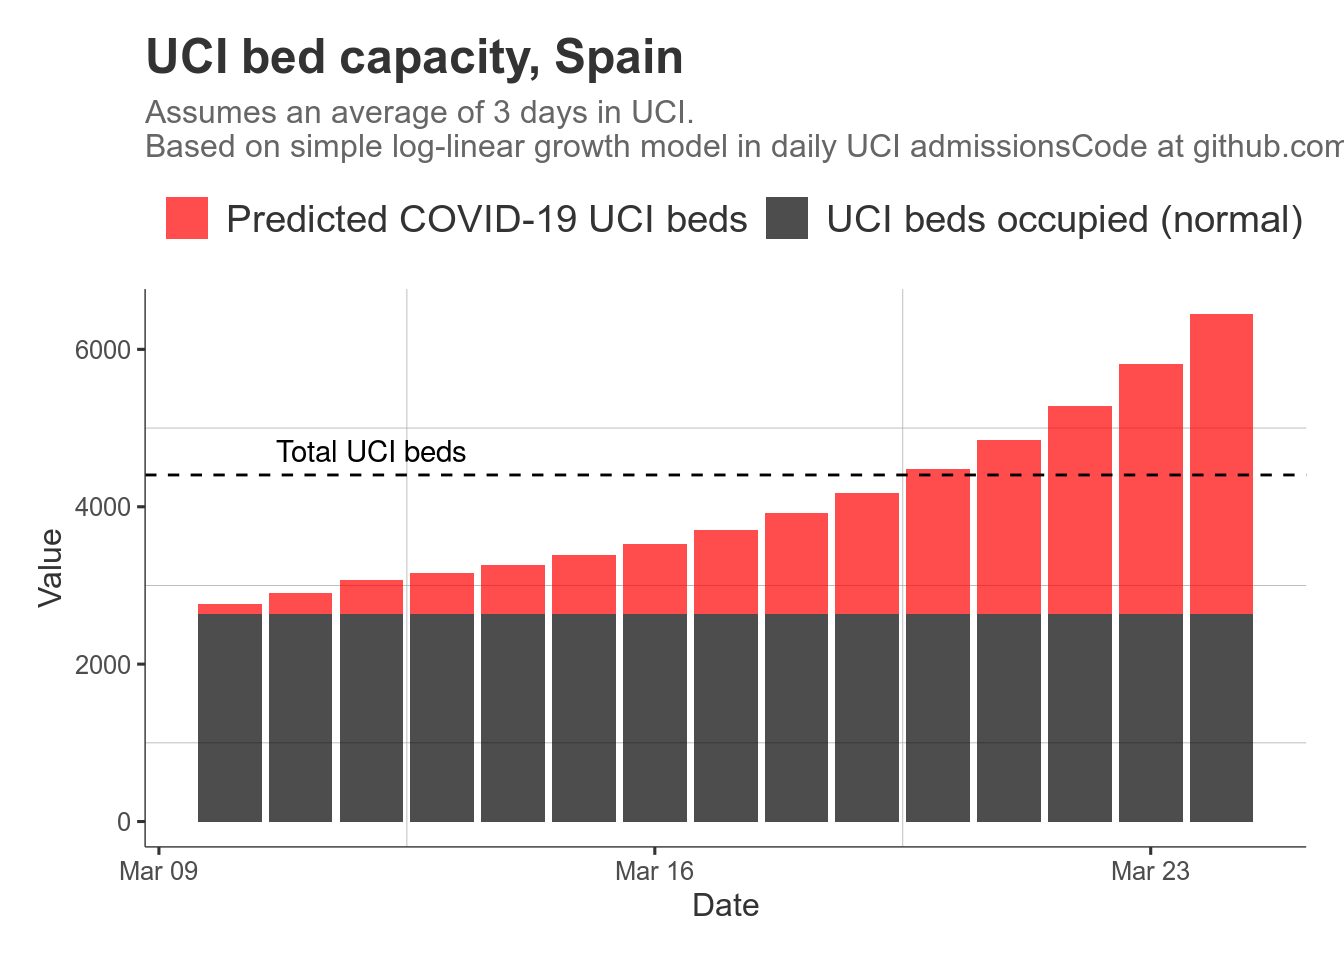 UCI bed capacity, Spain
Assumes an average of 3 days in UCI.
Based on simple log-linear growth model in daily UCI admissionsCode at github.com
Predicted COVID-19 UCI beds UCI beds occupied (normal)
6000
Total UCI beds
4000
Value
2000
0
Mar 09 Mar 16 Mar 23
Date